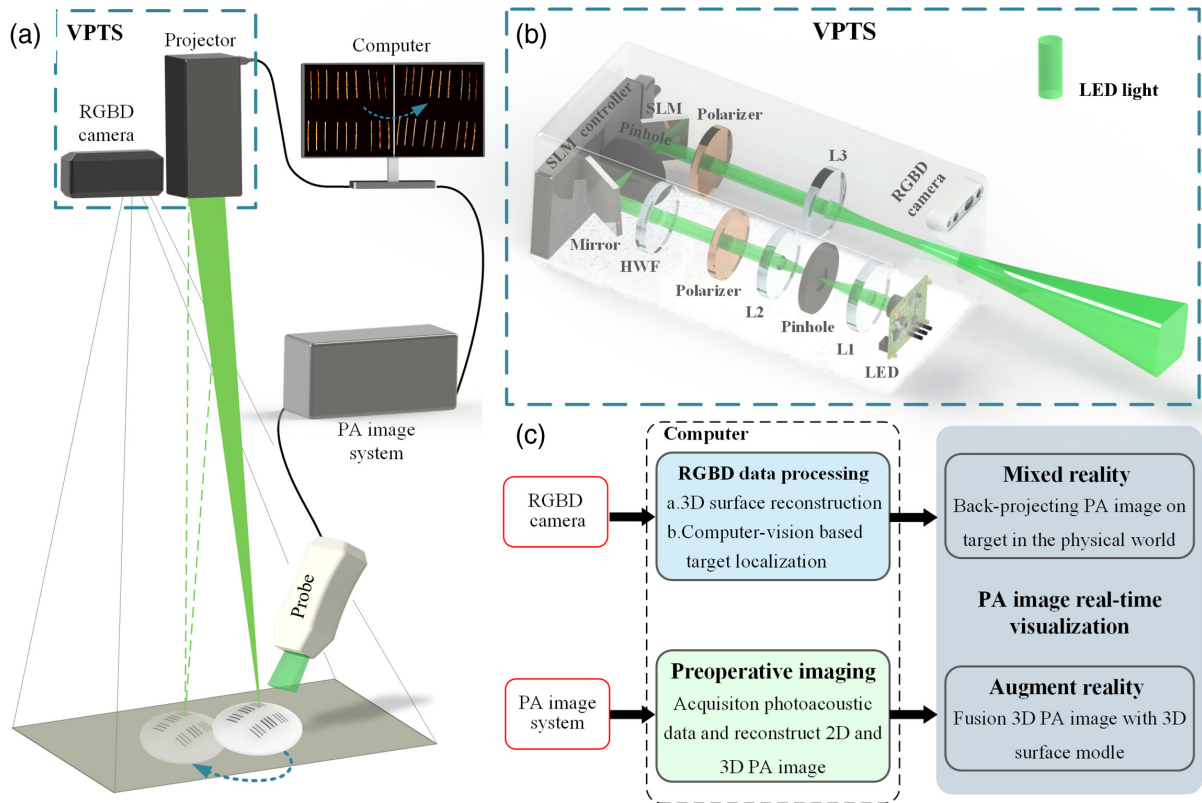 (a)
VPTS
Projector
Computer
RGBD
camera
PA image
system
Probe
(b)
VPTS
LED light
SLM controller
SLM
Pinhole
Polarizer
L3
RGBD
camera
Mirror
HWF
Polarizer
L2
Pinhole
L1
LED
(c)
Computer
RGBD
camera
RGBD data processing
a.3D surface reconstruction
b.Computer-vision based
target localization
Mixed reality
Back-projecting PA image on
target in the physical world
PA image real-time
visualization
PA image
system
Preoperative imaging
Acquisiton photoacoustic
data and reconstruct 2D and
3D PA image
Augment reality
Fusion 3D PA image with 3D
surface modle